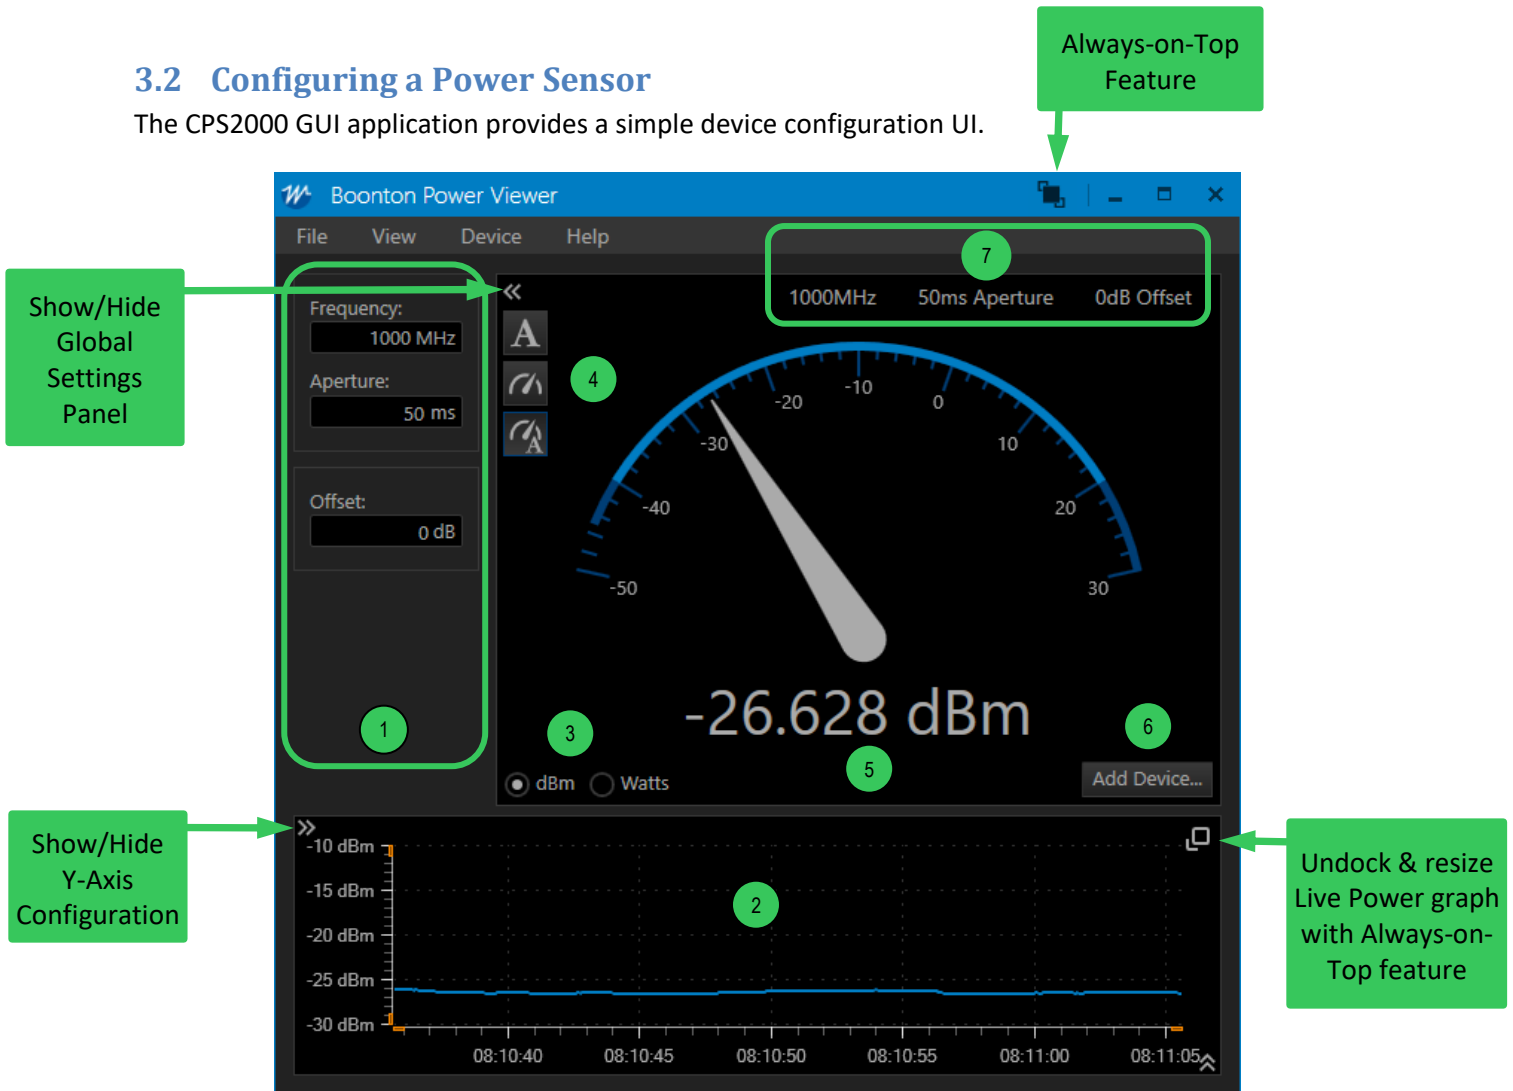 Always-on-Top
Feature
3.2 Configuring a Power Sensor
The CPS2000 GUI application provides a simple device configuration UI.
Boonton Power Viewer
File View Device Help
7
Show/Hide
Global
Settings
Panel
Frequency:
1000 MHz
Aperture:
50 ms
Offset:
0 dB
1
1000MHz 50ms Aperture 0dB Offset
A
A
4
-50
-40
-30
-20
-10
0
10
20
30
-26.628 dBm
3
5
6
dBm Watts
Add Device...
Show/Hide
Y-Axis
Configuration
-10 dBm
-15 dBm
-20 dBm
-25 dBm
-30 dBm
2
08:10:40 08:10:45 08:10:50 08:10:55 08:11:00 08:11:05
Undock & resize
Live Power graph
with Always-on-
Top feature